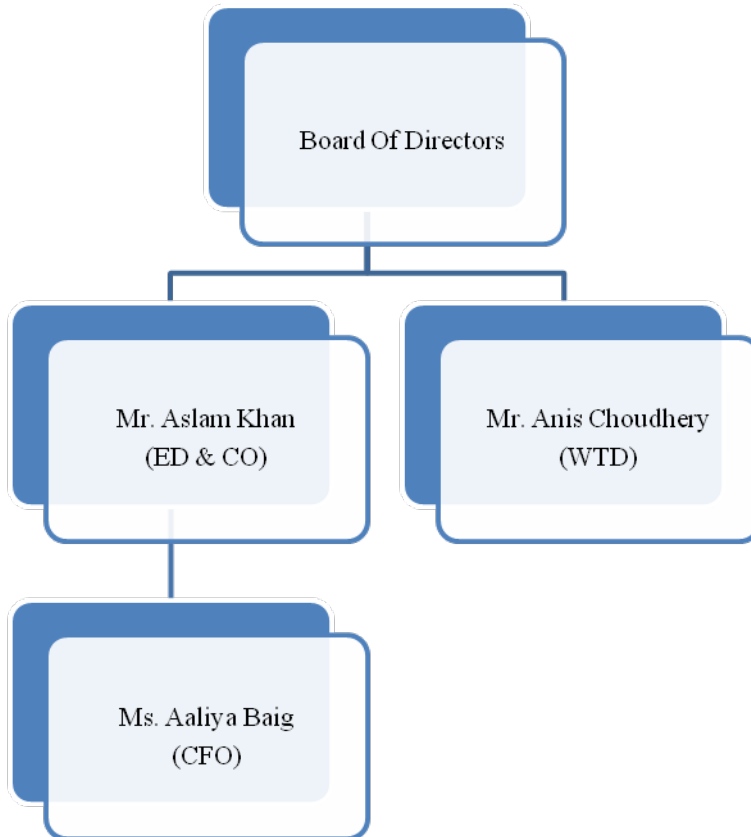 Board Of Directors
Mr. Aslam Khan
(ED & CO)
Mr. Anis Choudhery
(WTD)
Ms. Aaliya Baig
(CFO)